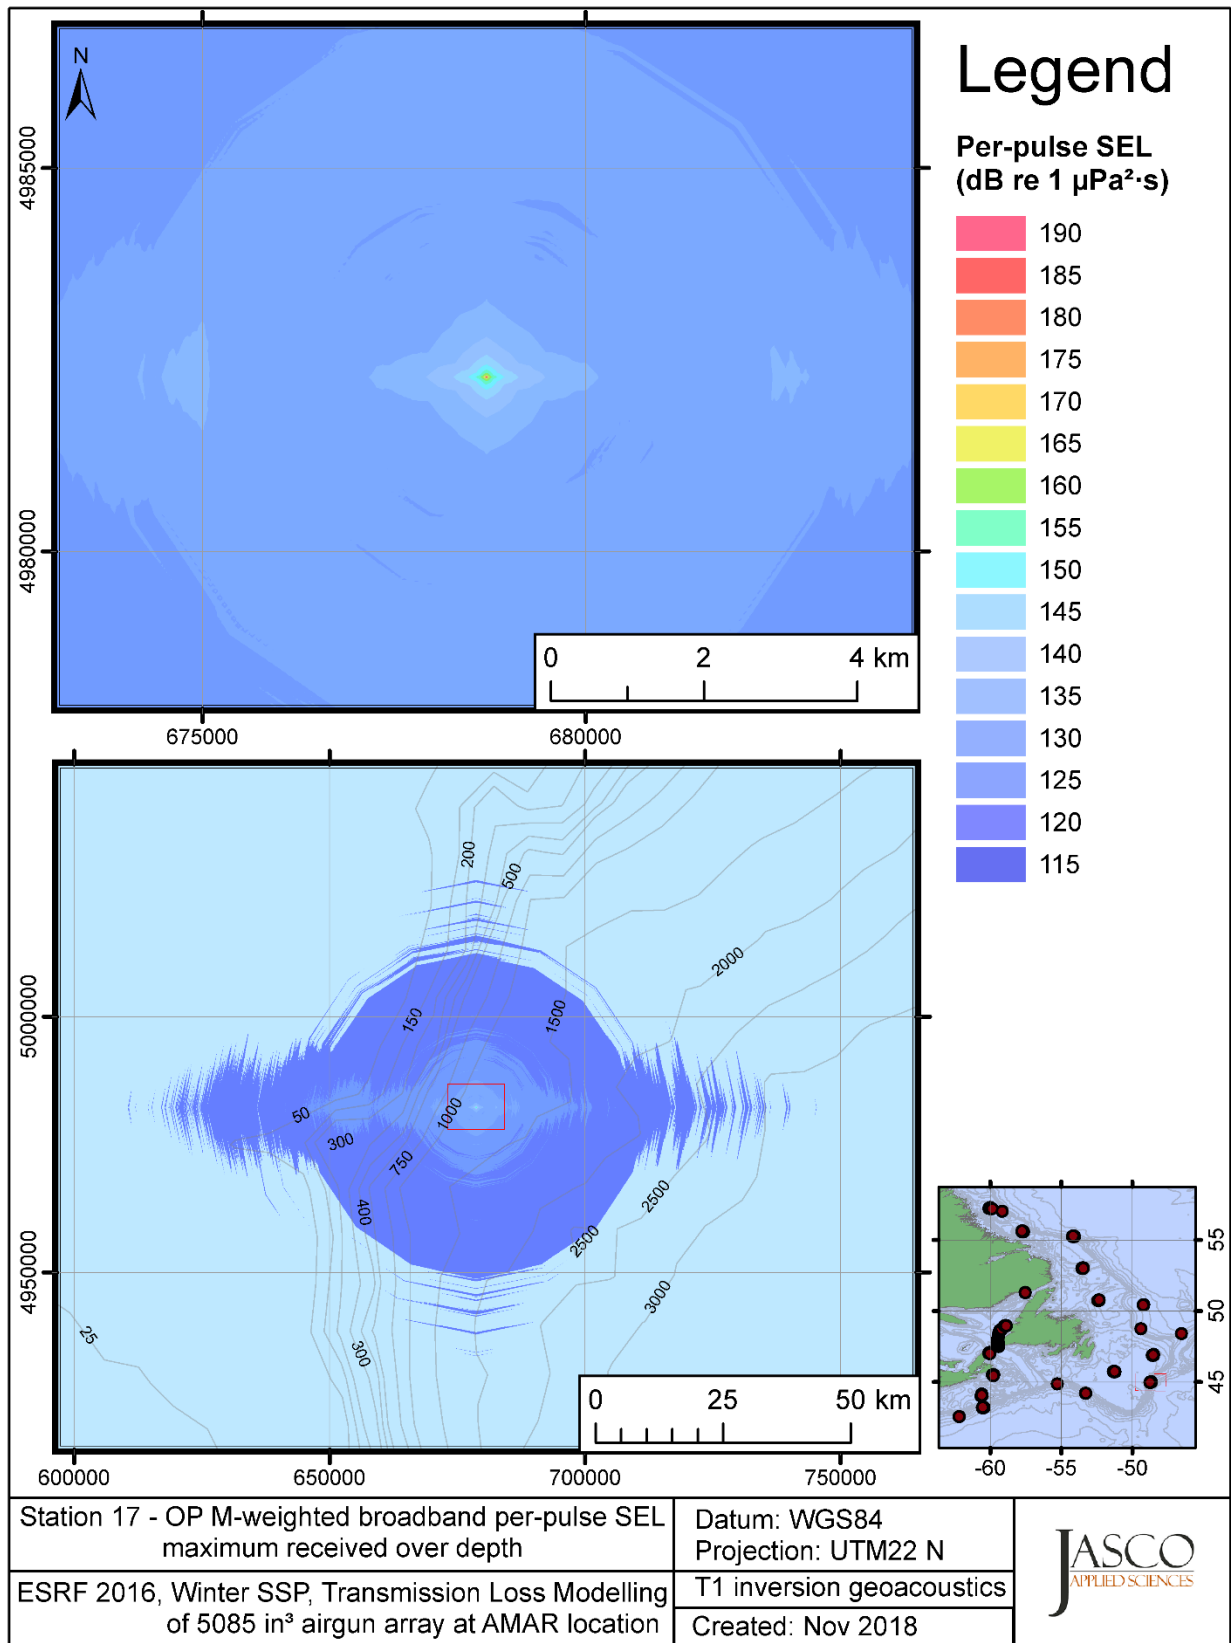 N
4985000
4980000
0 2 4 km
675000 680000
Legend
Per-pulse SEL
(dB re 1 µPa²·s)
190
185
180
175
170
165
160
155
150
145
140
135
130
125
120
115
200
500
2000
150
1500
50
300
1000
750
400
2500
2500
3000
25
300
5000000
4950000
0 25 50 km
600000 650000 700000 750000
55
50
45
-60 -55 -50
Station 17 - OP M-weighted broadband per-pulse SEL
maximum received over depth
ESRF 2016, Winter SSP, Transmission Loss Modelling
of 5085 in³ airgun array at AMAR location
Datum: WGS84
Projection: UTM22 N
T1 inversion geoacoustics
Created: Nov 2018
JASCO
APPLIED SCIENCES